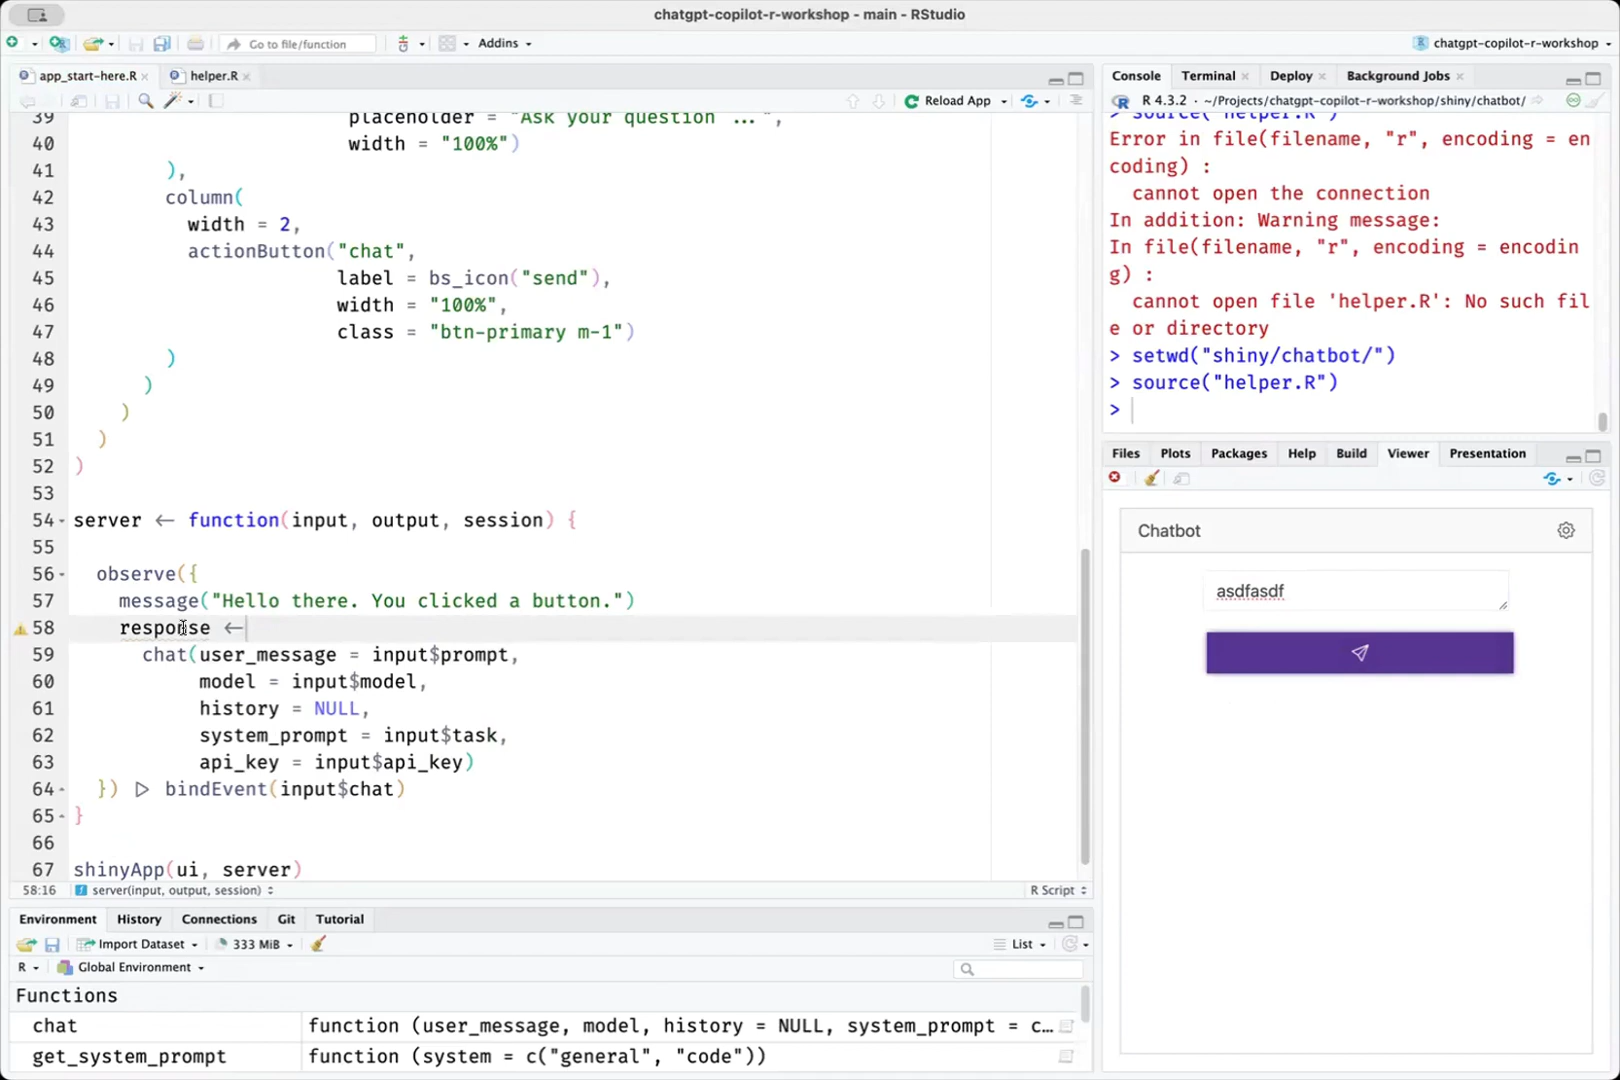 chatgpt-copilot-r-workshop - main - RStudio
Go to file/function
Addins
chatgpt-copilot-r-workshop
app_start-here.R
helper.R
Reload App
39 placeholder = "Ask your question ...",
40 width = "100%")
41 ),
42 column(
43 width = 2,
44 actionButton("chat",
45 label = bs_icon("send"),
46 width = "100%",
47 class = "btn-primary m-1")
48 )
49 )
50 )
51 )
52 )
53
54 server <- function(input, output, session) {
55
56 observe({
57 message("Hello there. You clicked a button.")
58 response <-
59 chat(user_message = input$prompt,
60 model = input$model,
61 history = NULL,
62 system_prompt = input$task,
63 api_key = input$api_key)
64 }) |> bindEvent(input$chat)
65 }
66
67 shinyApp(ui, server)
58:16 server(input, output, session) R Script
Environment History Connections Git Tutorial
Import Dataset 333 MiB List
R Global Environment
Functions
chat function (user_message, model, history = NULL, system_prompt = c…
get_system_prompt function (system = c("general", "code"))
Console Terminal Deploy Background Jobs
R 4.3.2 · ~/Projects/chatgpt-copilot-r-workshop/shiny/chatbot/
> source("helper.R")
Error in file(filename, "r", encoding = en
coding) :
cannot open the connection
In addition: Warning message:
In file(filename, "r", encoding = encodin
g) :
cannot open file 'helper.R': No such fil
e or directory
> setwd("shiny/chatbot/")
> source("helper.R")
>
Files Plots Packages Help Build Viewer Presentation
Chatbot
asdfasdf